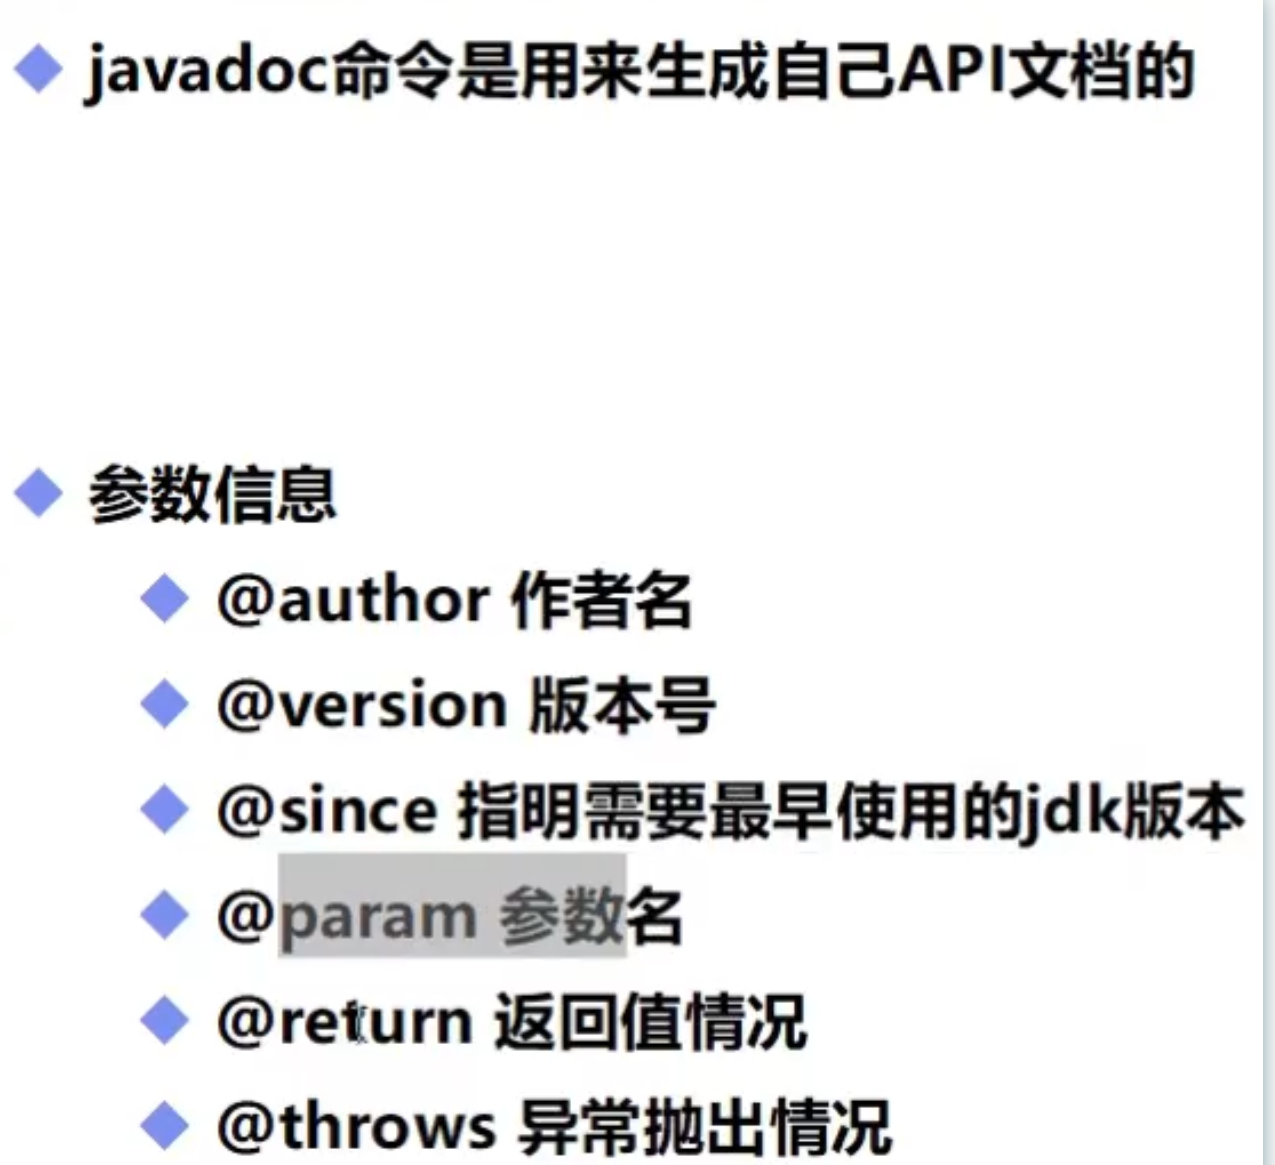 javadoc命令是用来生成自己API文档的
参数信息
@author 作者名
@version 版本号
@since 指明需要最早使用的jdk版本
@param 参数名
@return 返回值情况
@throws 异常抛出情况